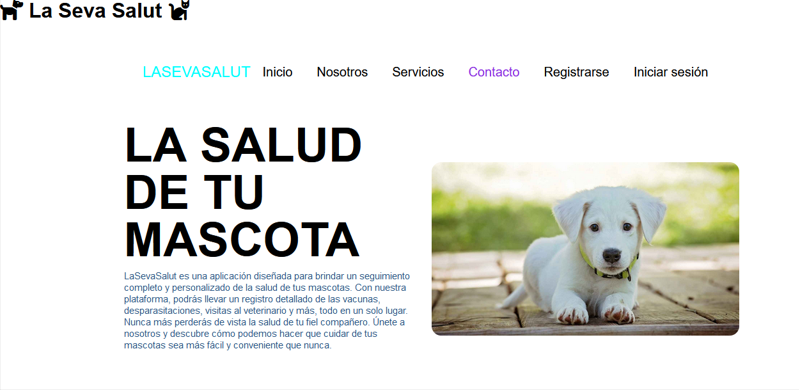 La Seva Salut
LASEVASALUT Inicio Nosotros Servicios Contacto Registrarse Iniciar sesión
LA SALUD
DE TU
MASCOTA
LaSevaSalut es una aplicación diseñada para brindar un seguimiento
completo y personalizado de la salud de tus mascotas. Con nuestra
plataforma, podrás llevar un registro detallado de las vacunas,
desparasitaciones, visitas al veterinario y más, todo en un solo lugar.
Nunca más perderás de vista la salud de tu fiel compañero. Únete a
nosotros y descubre cómo podemos hacer que cuidar de tus
mascotas sea más fácil y conveniente que nunca.